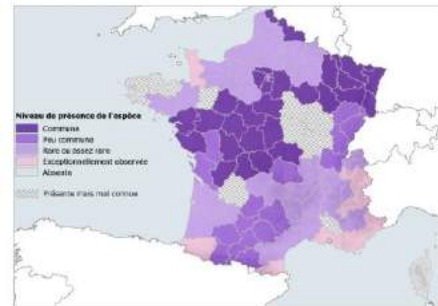 Niveau de présence de l'espèce
Commune
Peu commune
Rare ou assez rare
Exceptionnellement observée
Absente
Présente mais mal connue